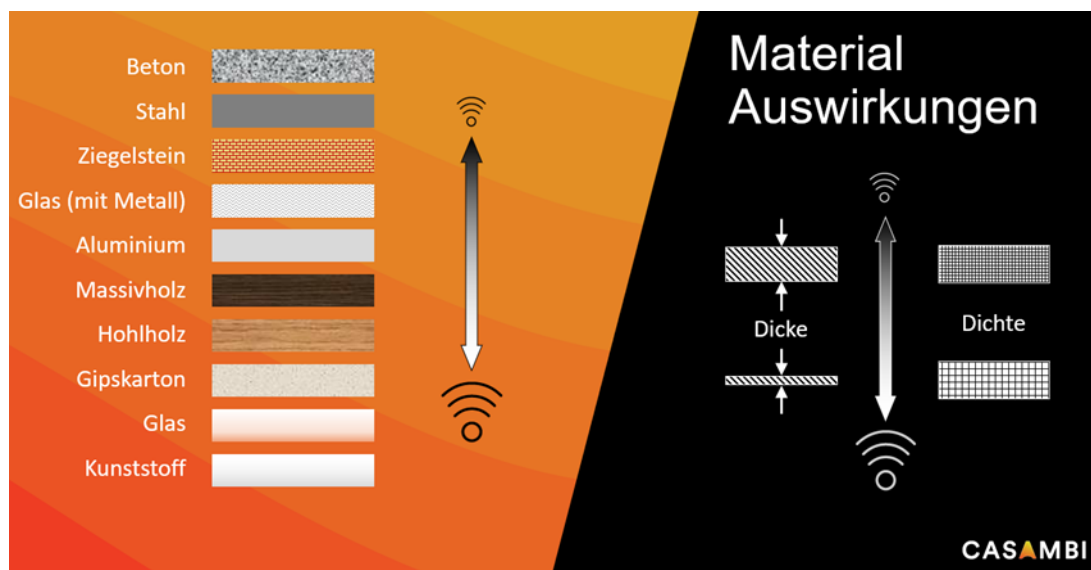 Beton
Stahl
Ziegelstein
Glas (mit Metall)
Aluminium
Massivholz
Hohlholz
Gipskarton
Glas
Kunststoff
Material
Auswirkungen
Dicke
Dichte
CASAMBI